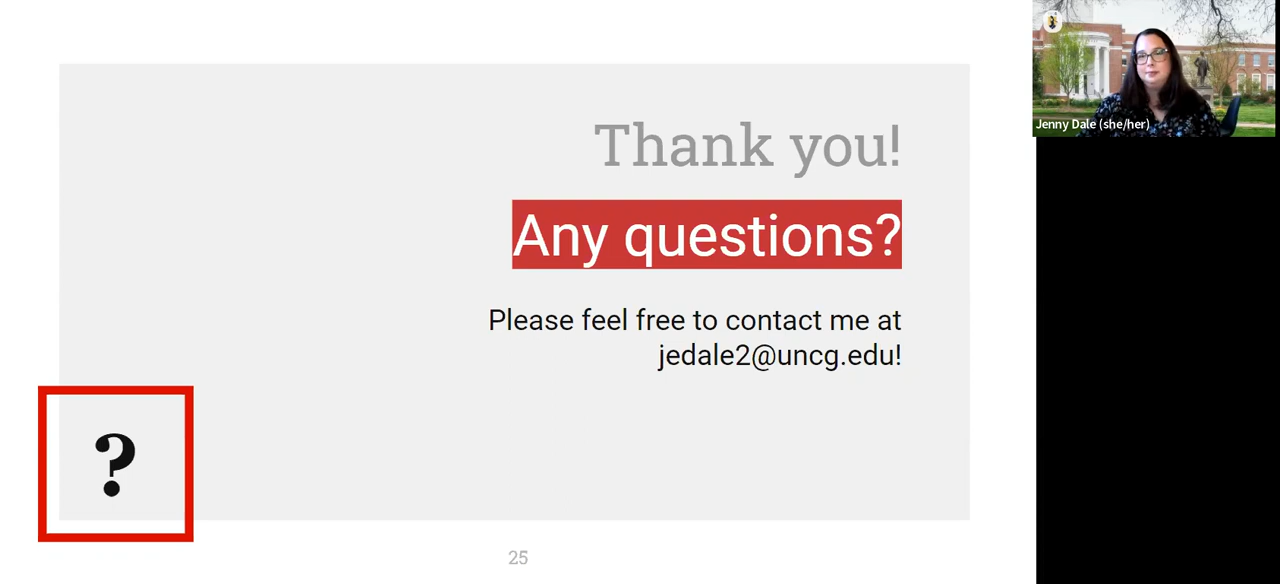 Thank you!
Any questions?
Please feel free to contact me at
jedale2@uncg.edu!
?
25
Jenny Dale (she/her)